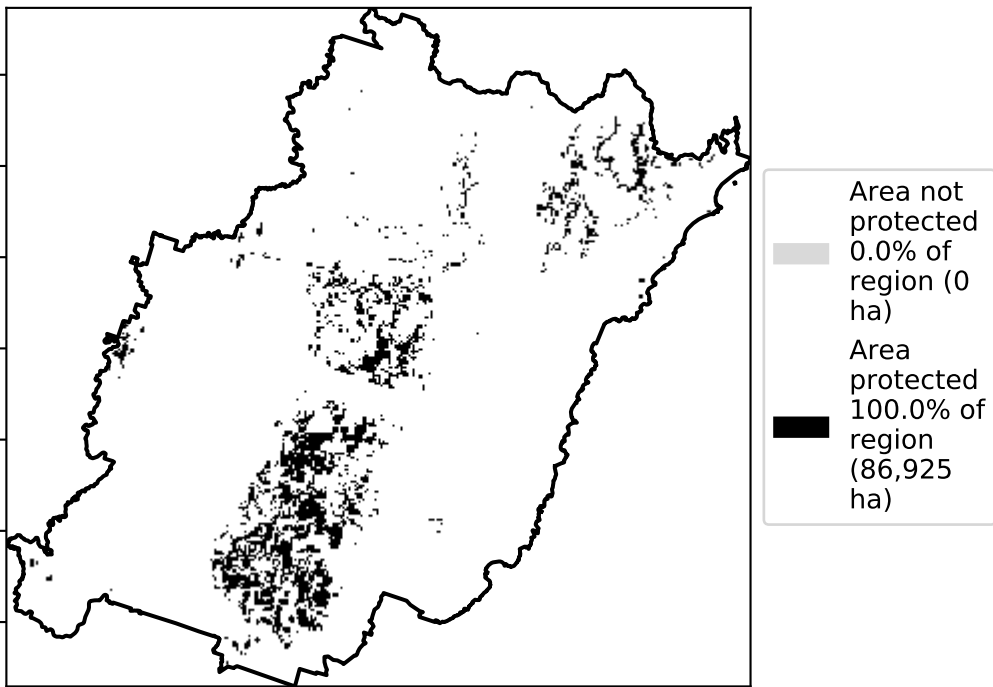 Area not
protected
0.0% of
region (0
ha)
Area
protected
100.0% of
region
(86,925
ha)